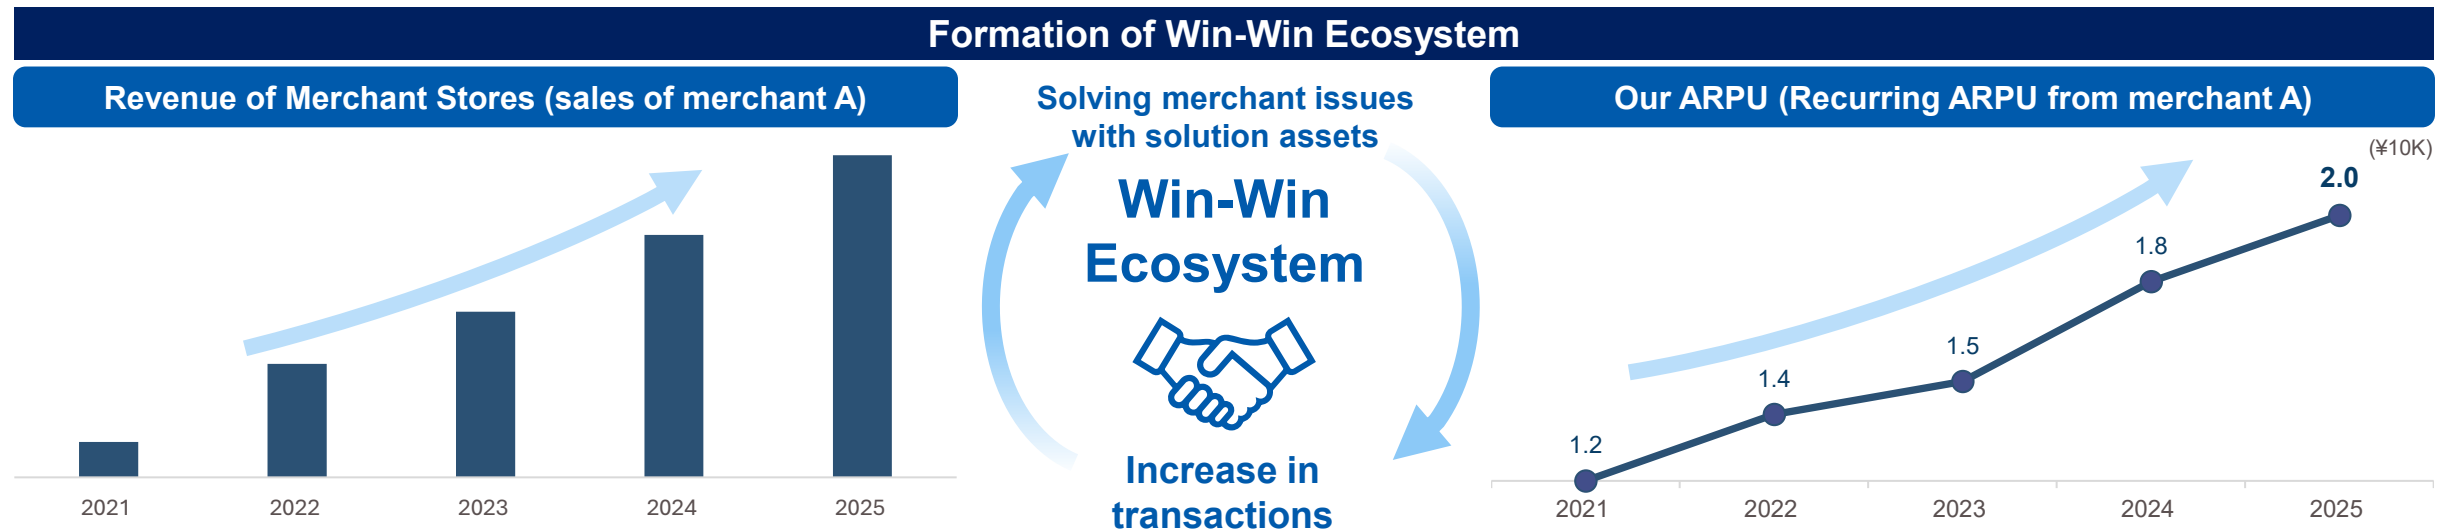 Formation of Win-Win Ecosystem
Revenue of Merchant Stores (sales of merchant A)
2021
2022
2023
2024
2025
Solving merchant issues
with solution assets
Win-Win
Ecosystem
Increase in
transactions
Our ARPU (Recurring ARPU from merchant A)
(¥10K)
1.2
1.4
1.5
1.8
2.0
2021
2022
2023
2024
2025